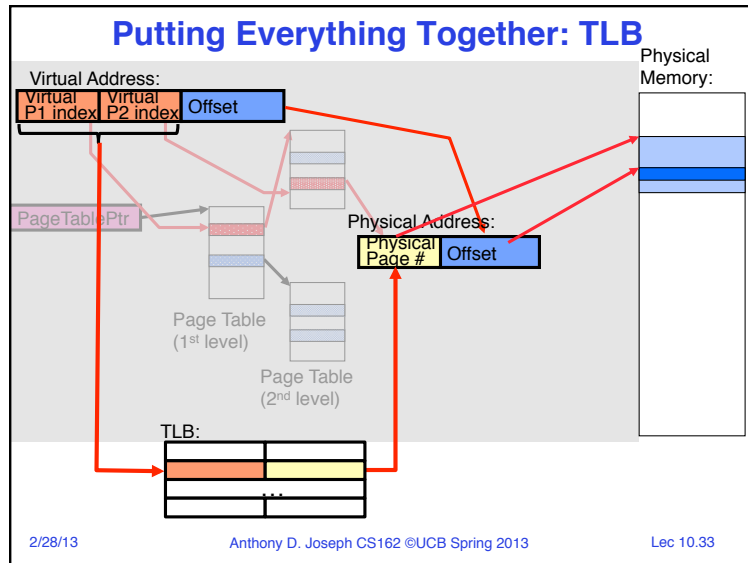 Putting Everything Together: TLB
Physical
Memory:
Virtual Address:
Virtual
P1 index
Virtual
P2 index
Offset
PageTablePtr
Physical Address:
Physical
Page #
Offset
Page Table
(1st level)
Page Table
(2nd level)
TLB:
...
2/28/13
Anthony D. Joseph CS162 ©UCB Spring 2013
Lec 10.33